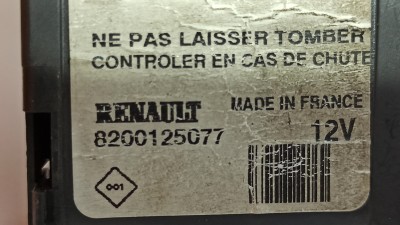 NE PAS LAISSER TOMBER
CONTROLER EN CAS DE CHUTE
RENAULT MADE IN FRANCE
8200125077 12V
001